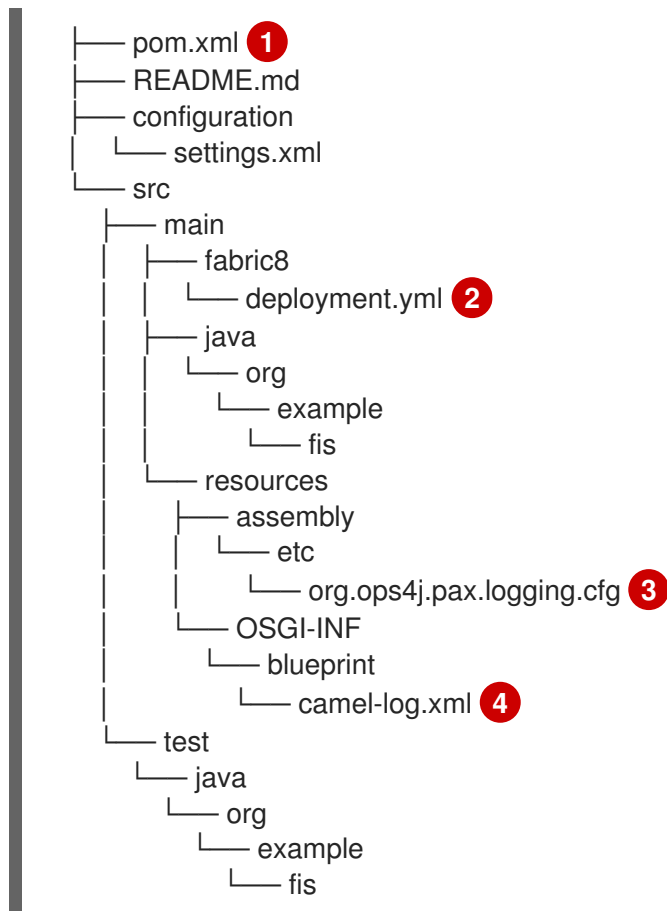 ├── pom.xml 1
├── README.md
├── configuration
│   └── settings.xml
└── src
    ├── main
    │   ├── fabric8
    │   │   └── deployment.yml 2
    │   ├── java
    │   │   └── org
    │   │       └── example
    │   │           └── fis
    │   └── resources
    │       ├── assembly
    │       │   └── etc
    │       │       └── org.ops4j.pax.logging.cfg 3
    │       └── OSGI-INF
    │           └── blueprint
    │               └── camel-log.xml 4
    └── test
        └── java
            └── org
                └── example
                    └── fis